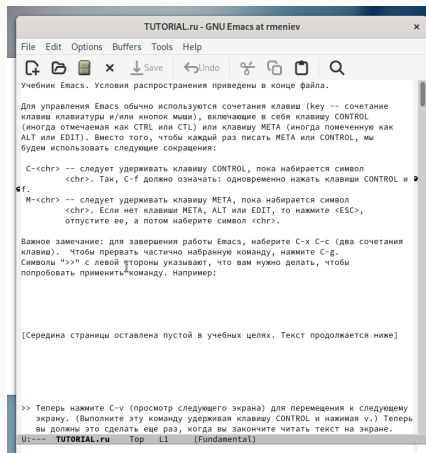 TUTORIAL.ru - GNU Emacs at rmeniev
File Edit Options Buffers Tools Help
Save Undo
Учебник Emacs. Условия распространения приведены в конце файла.
Для управления Emacs обычно используются сочетания клавиш (key -- сочетание
клавиш клавиатуры и/или кнопок мыши), включающие в себя клавишу CONTROL
(иногда отмечаемая как CTRL или CTL) или клавишу META (иногда помеченную как
ALT или EDIT). Вместо того, чтобы каждый раз писать META или CONTROL, мы
будем использовать следующие сокращения:
C-<chr> -- следует удерживать клавишу CONTROL, пока набирается символ
<chr>. Так, C-f должно означать: одновременно нажать клавиши CONTROL и
f.
M-<chr> -- следует удерживать клавишу META, пока набирается символ
<chr>. Если нет клавиши META, ALT или EDIT, то нажмите <ESC>,
отпустите ее, а потом наберите символ <chr>.
Важное замечание: для завершения работы Emacs, наберите C-x C-c (два сочетания
клавиш). Чтобы прервать частично набранную команду, нажмите C-g.
Символы ">>" с левой стороны указывают, что вам нужно делать, чтобы
попробовать применить команду. Например:
[Середина страницы оставлена пустой в учебных целях. Текст продолжается ниже]
>> Теперь нажмите C-v (просмотр следующего экрана) для перемещения к следующему
экрану. (Выполните эту команду удерживая клавишу CONTROL и нажимая v.) Теперь
вы должны это сделать еще раз, когда вы закончите читать текст на экране.
U:--- TUTORIAL.ru Top L1 (Fundamental)